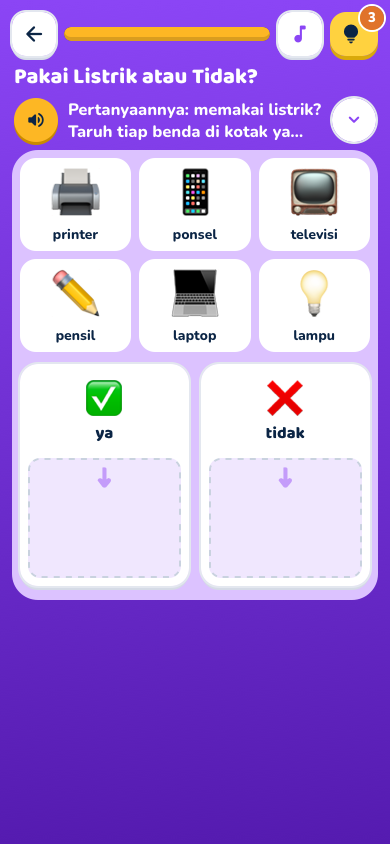 3
Pakai Listrik atau Tidak?
Pertanyaannya: memakai listrik?
Taruh tiap benda di kotak ya...
printer
ponsel
televisi
pensil
laptop
lampu
ya
tidak